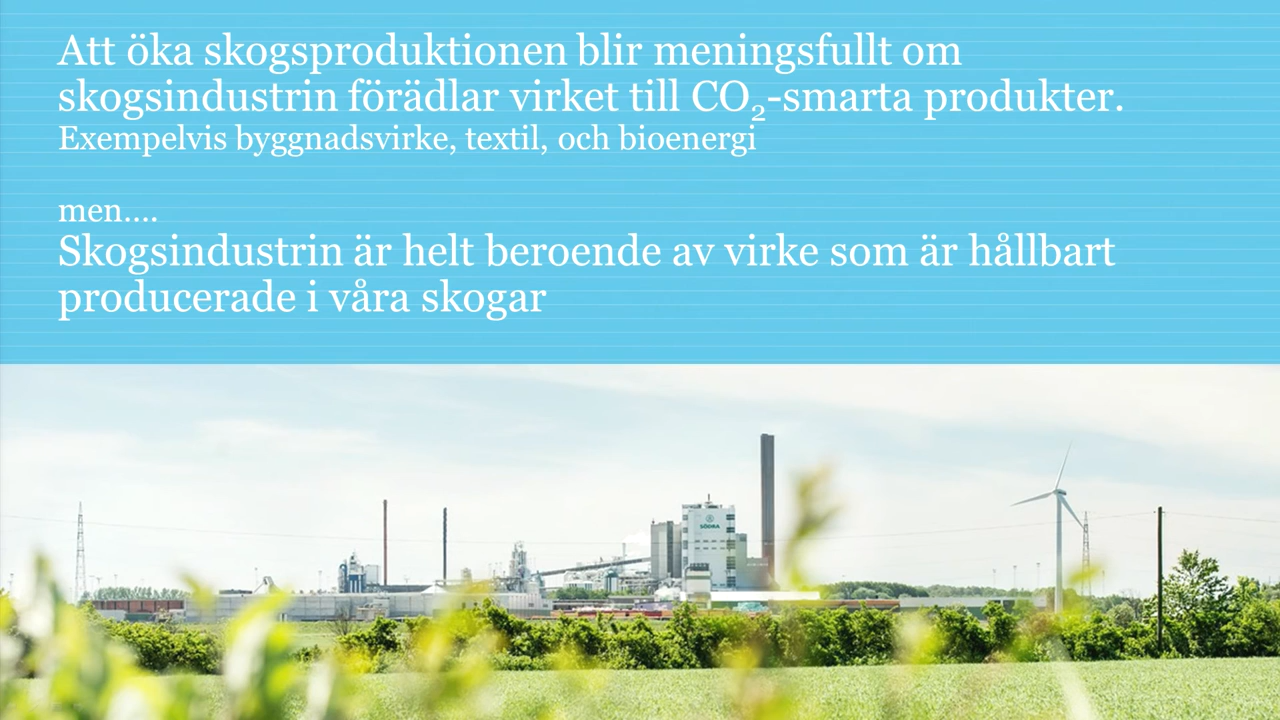 Att öka skogsproduktionen blir meningsfullt om
skogsindustrin förädlar virket till CO₂-smarta produkter.
Exempelvis byggnadsvirke, textil, och bioenergi
men....
Skogsindustrin är helt beroende av virke som är hållbart
producerade i våra skogar
SÖDRA